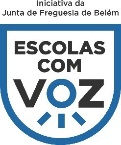 Iniciativa da
Junta de Freguesia de Belém
ESCOLAS
COM
VOZ